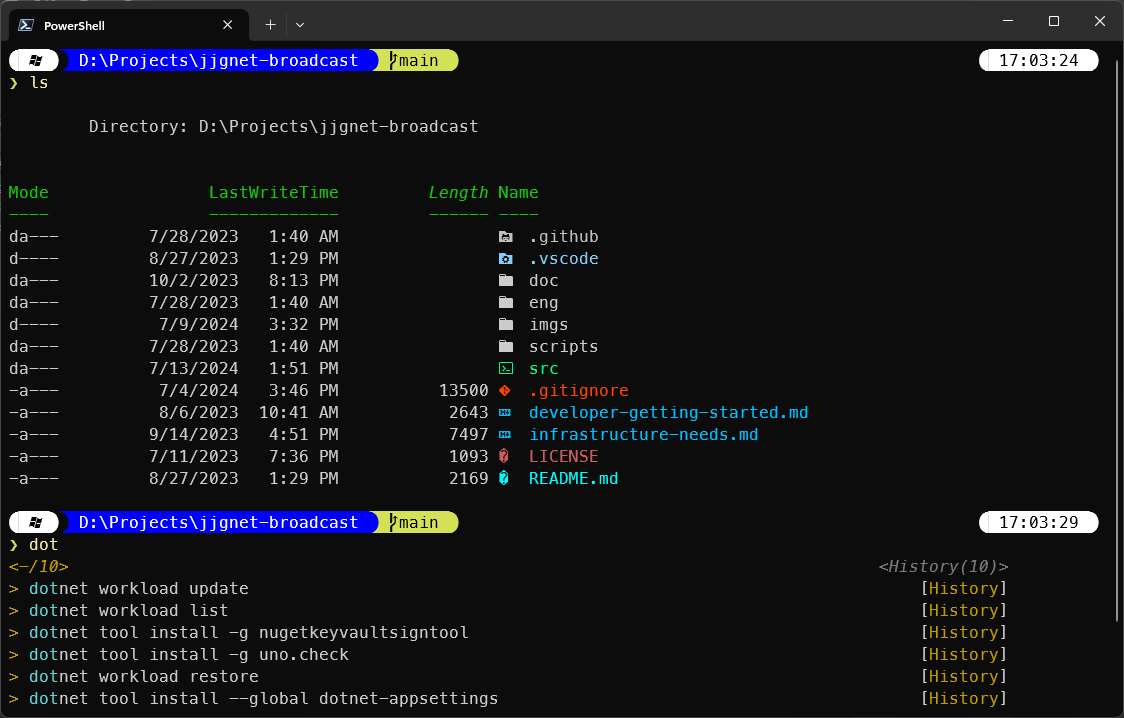 PowerShell
D:\Projects\jjgnet-broadcast main 17:03:24
❯ ls
Directory: D:\Projects\jjgnet-broadcast
Mode LastWriteTime Length Name
---- ------------- ------ ----
da--- 7/28/2023 1:40 AM .github
d---- 8/27/2023 1:29 PM .vscode
da--- 10/2/2023 8:13 PM doc
da--- 7/28/2023 1:40 AM eng
d---- 7/9/2024 3:32 PM imgs
da--- 7/28/2023 1:40 AM scripts
da--- 7/13/2024 1:51 PM src
-a--- 7/4/2024 3:46 PM 13500 .gitignore
-a--- 8/6/2023 10:41 AM 2643 developer-getting-started.md
-a--- 9/14/2023 4:51 PM 7497 infrastructure-needs.md
-a--- 7/11/2023 7:36 PM 1093 LICENSE
-a--- 8/27/2023 1:29 PM 2169 README.md
D:\Projects\jjgnet-broadcast main 17:03:29
❯ dot
<-/10> <History(10)>
> dotnet workload update [History]
> dotnet workload list [History]
> dotnet tool install -g nugetkeyvaultsigntool [History]
> dotnet tool install -g uno.check [History]
> dotnet workload restore [History]
> dotnet tool install --global dotnet-appsettings [History]